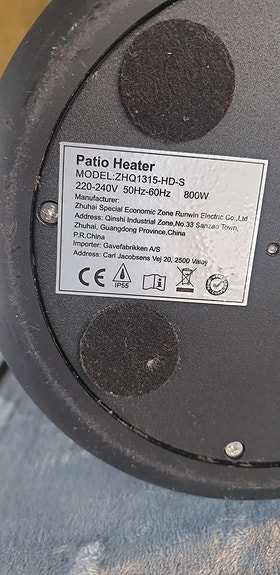 Patio Heater
MODEL:ZHQ1315-HD-S
220-240V 50Hz-60Hz 800W
Manufacturer:
Zhuhai Special Economic Zone Runwin Electric Co.,Ltd
Address: Qinshi Industrial Zone,No.33 Sanzao Town,
Zhuhai, Guangdong Province,China
P.R.China
Importer: Gavefabrikken A/S
Address: Carl Jacobsens Vej 20, 2500 Valay
CE
IP55